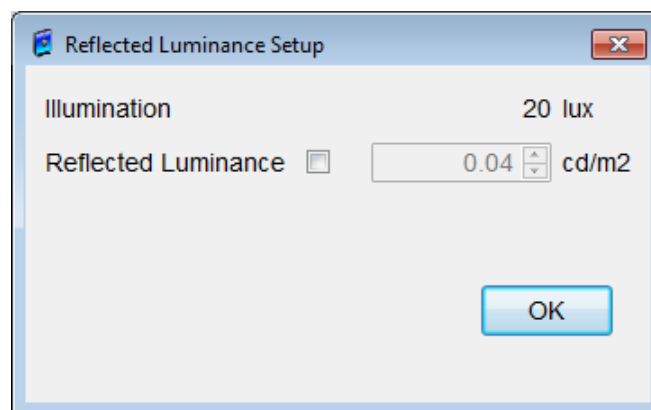 Reflected Luminance Setup
Illumination 20 lux
Reflected Luminance 0.04 cd/m2
OK